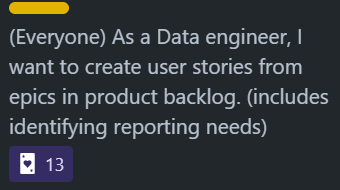 (Everyone) As a Data engineer, I
want to create user stories from
epics in product backlog. (includes
identifying reporting needs)
13